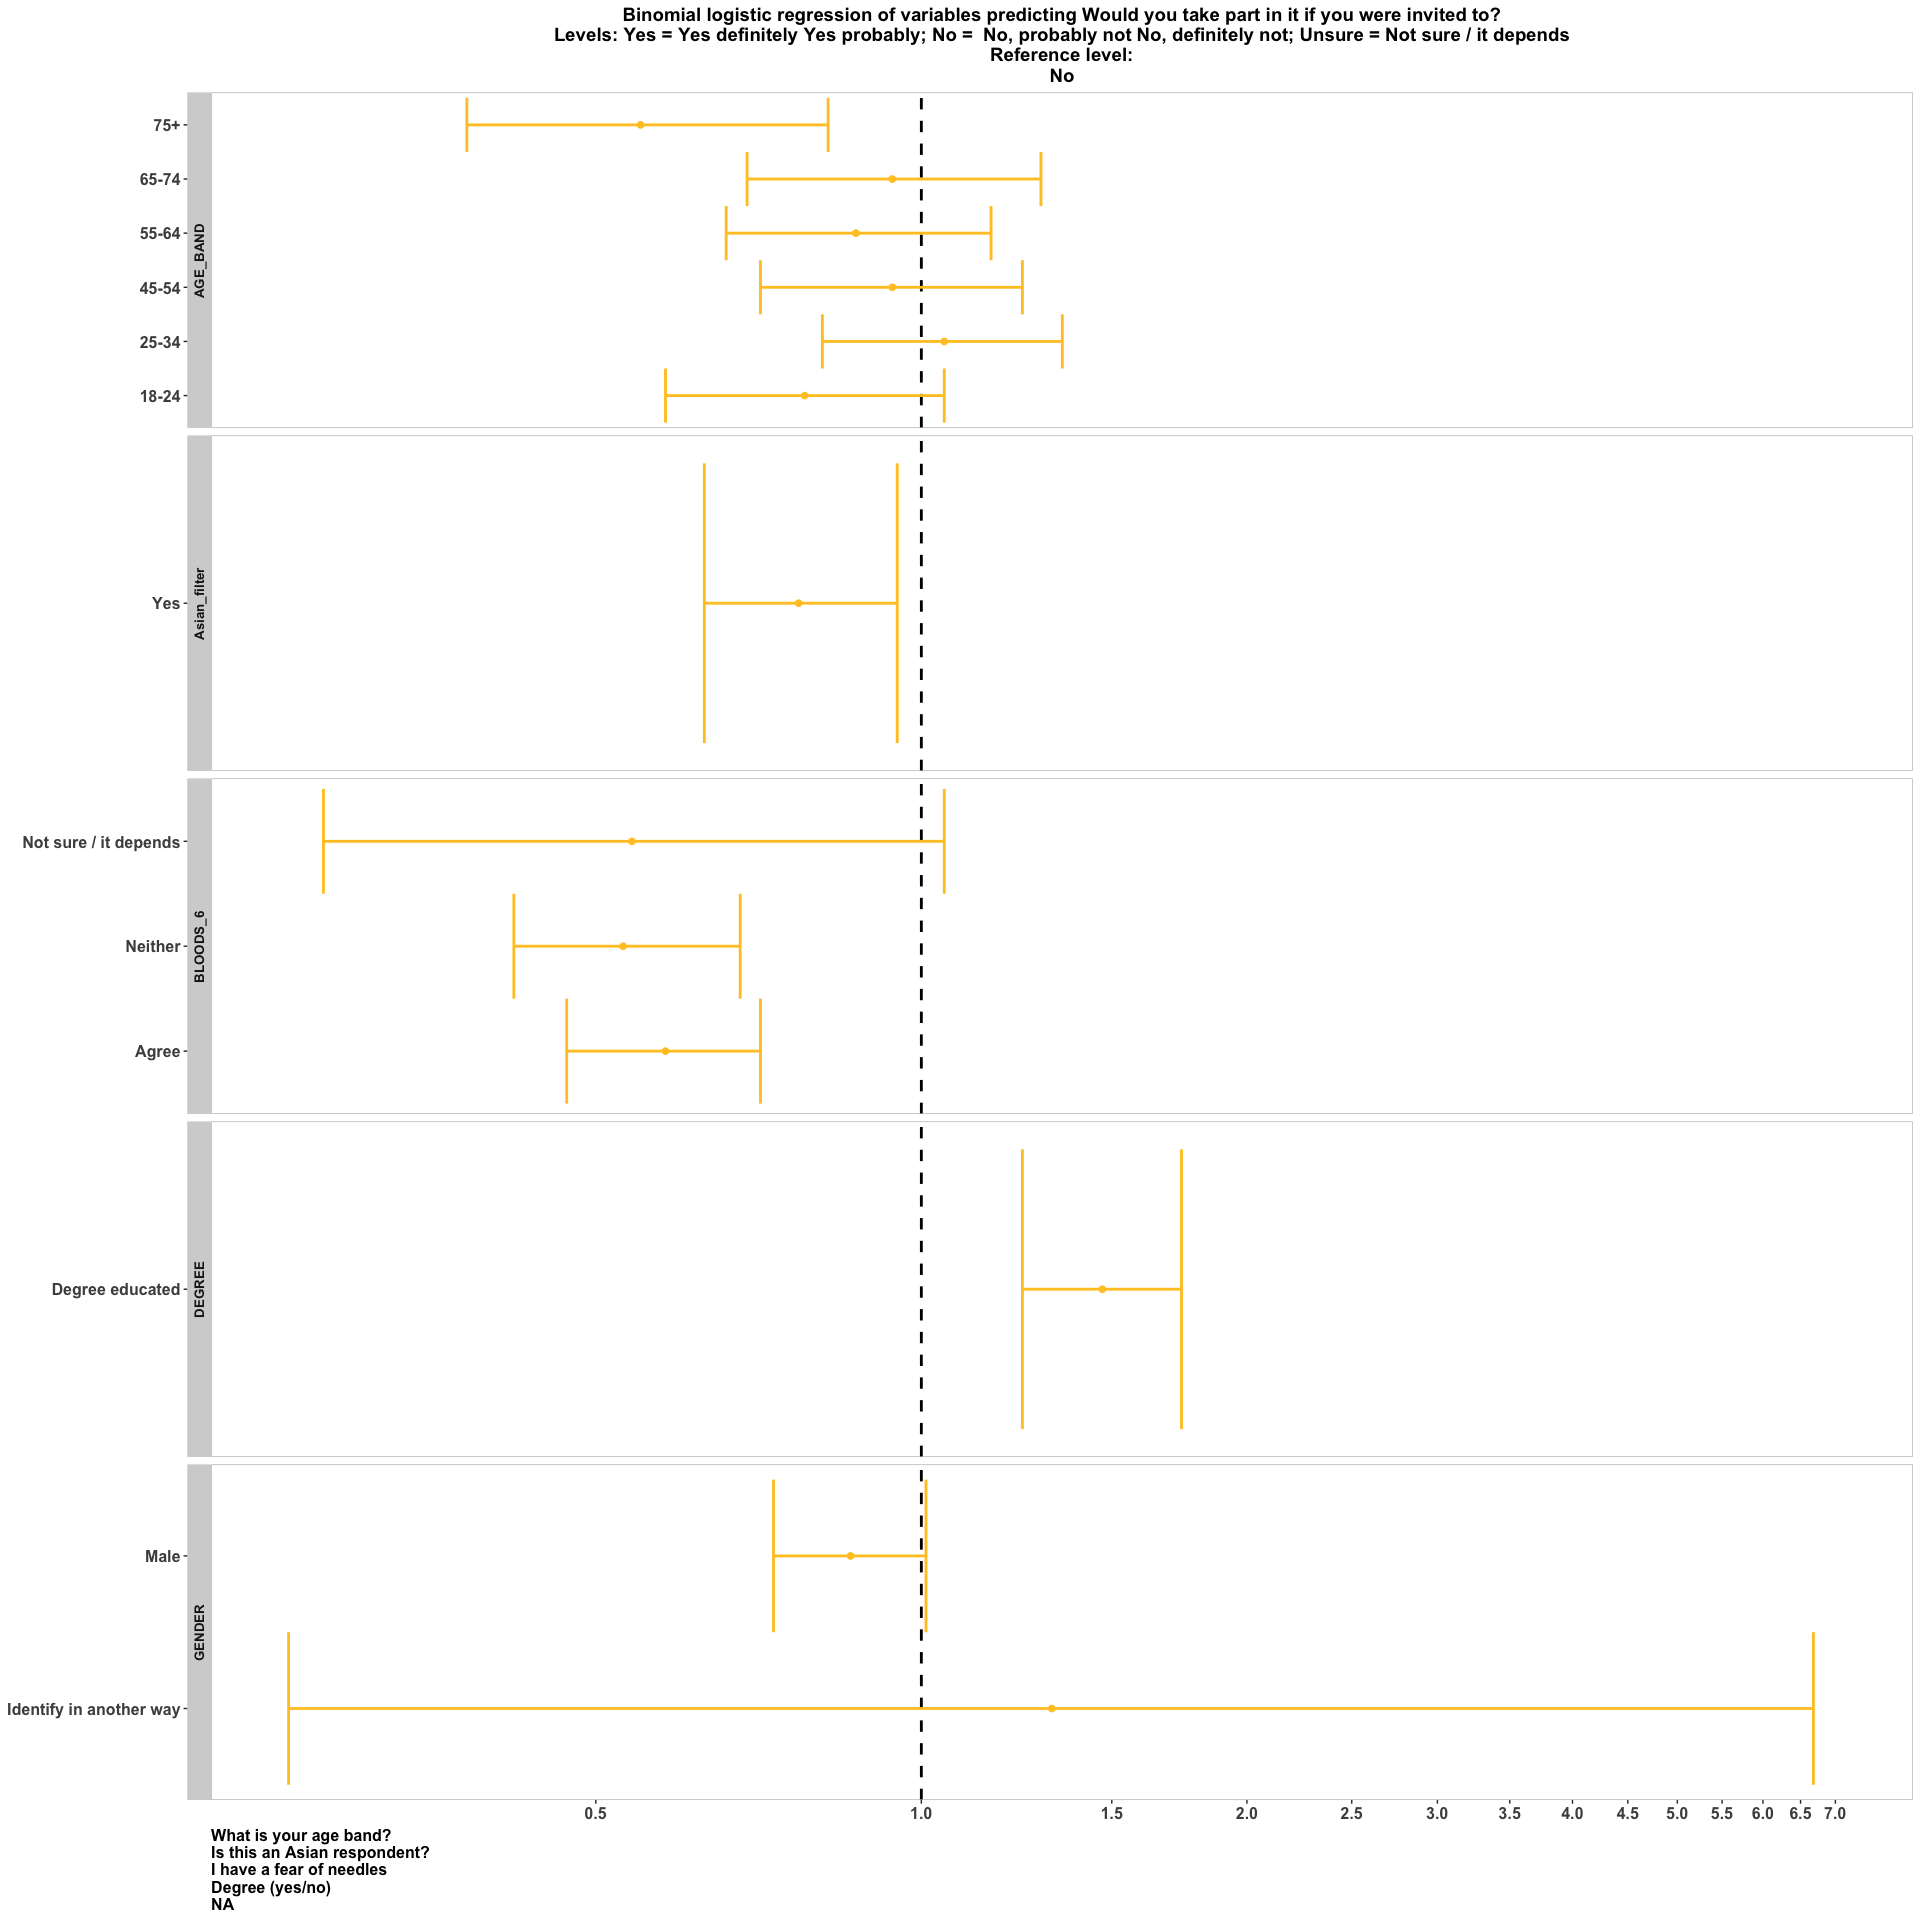 Binomial logistic regression of variables predicting Would you take part in it if you were invited to?
Levels: Yes = Yes definitely Yes probably; No =  No, probably not No, definitely not; Unsure = Not sure / it depends
Reference level:
No
AGE_BAND
75+
65-74
55-64
45-54
25-34
18-24
Asian_filter
Yes
BLOODS_6
Not sure / it depends
Neither
Agree
DEGREE
Degree educated
GENDER
Male
Identify in another way
0.5 1.0 1.5 2.0 2.5 3.0 3.5 4.0 4.5 5.0 5.5 6.0 6.5 7.0
What is your age band?
Is this an Asian respondent?
I have a fear of needles
Degree (yes/no)
NA